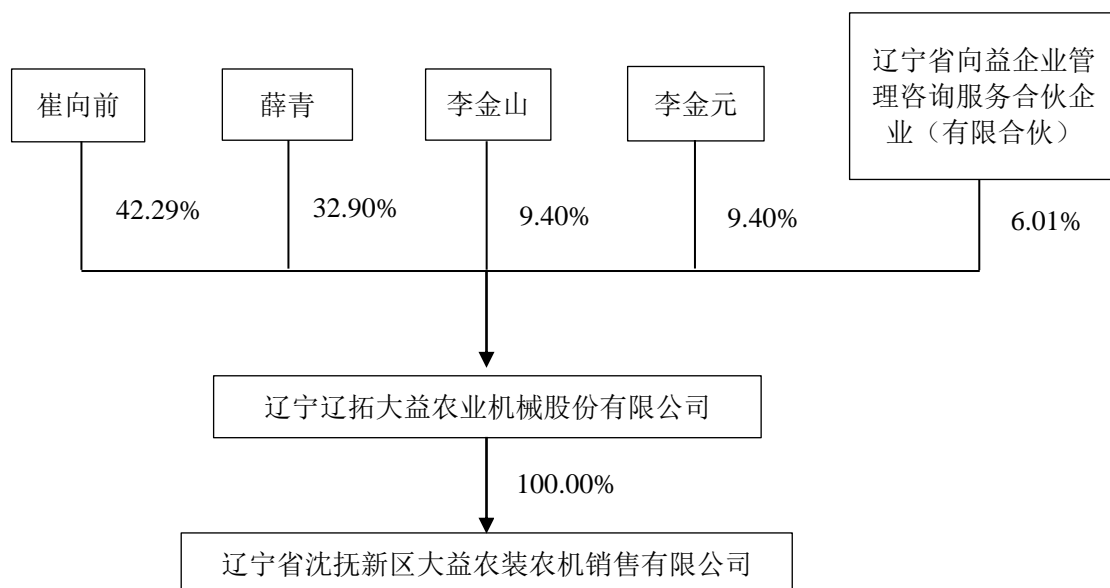 崔向前
薛青
李金山
李金元
辽宁省向益企业管
理咨询服务合伙企
业（有限合伙）
42.29%
32.90%
9.40%
9.40%
6.01%
辽宁辽拓大益农业机械股份有限公司
100.00%
辽宁省沈抚新区大益农装农机销售有限公司